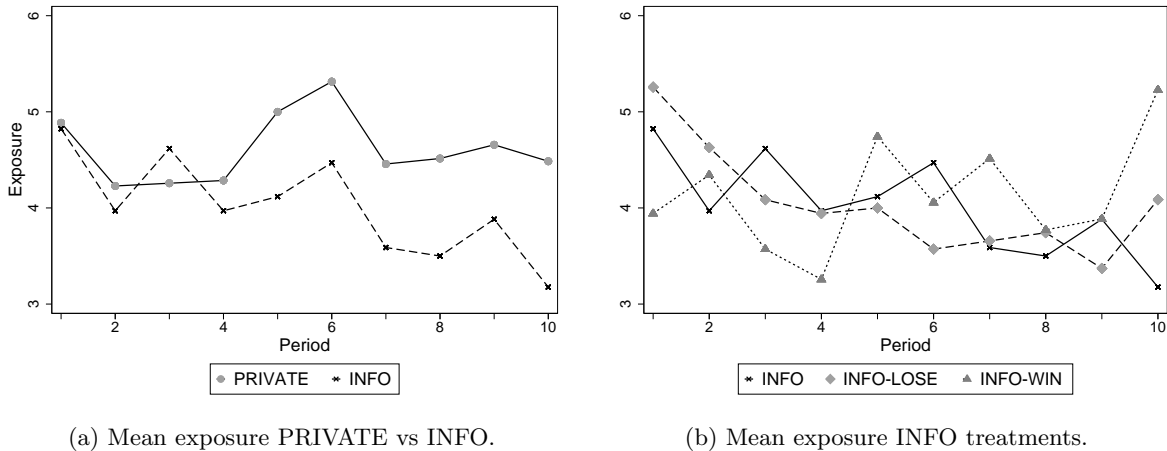 6
5
4
3
Exposure
2
4
6
8
10
Period
PRIVATE
INFO
(a) Mean exposure PRIVATE vs INFO.
6
5
4
3
2
4
6
8
10
Period
INFO
INFO-LOSE
INFO-WIN
(b) Mean exposure INFO treatments.